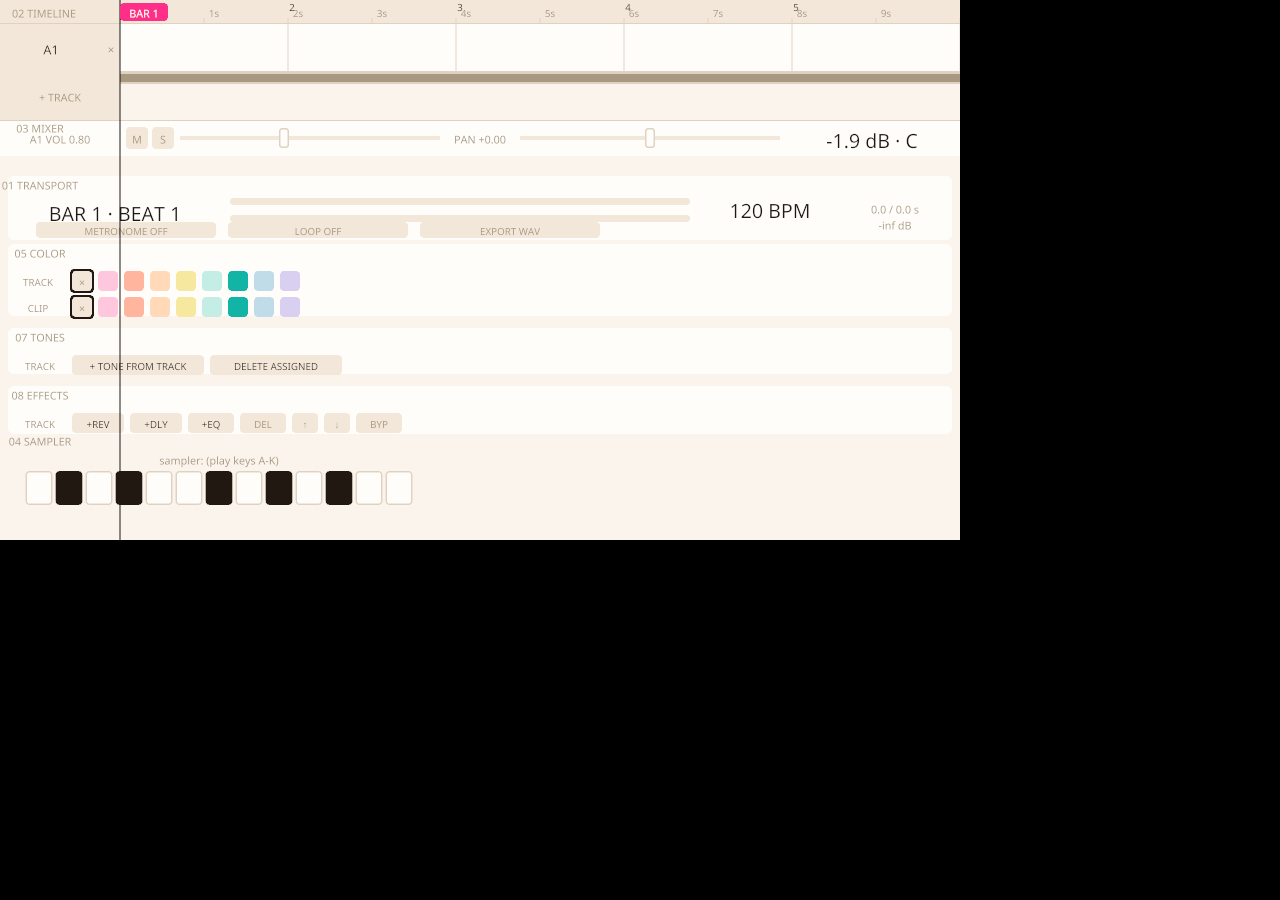 02 TIMELINE BAR 1 1s 2 2s 3s 3 4s 5s 4 6s 7s 5 8s 9s
A1 ×
+ TRACK
03 MIXER
A1 VOL 0.80 M S PAN +0.00 -1.9 dB · C
01 TRANSPORT
BAR 1 · BEAT 1 120 BPM 0.0 / 0.0 s
-inf dB
METRONOME OFF LOOP OFF EXPORT WAV
05 COLOR
TRACK ×
CLIP ×
07 TONES
TRACK + TONE FROM TRACK DELETE ASSIGNED
08 EFFECTS
TRACK +REV +DLY +EQ DEL ↑ ↓ BYP
04 SAMPLER
sampler: (play keys A-K)